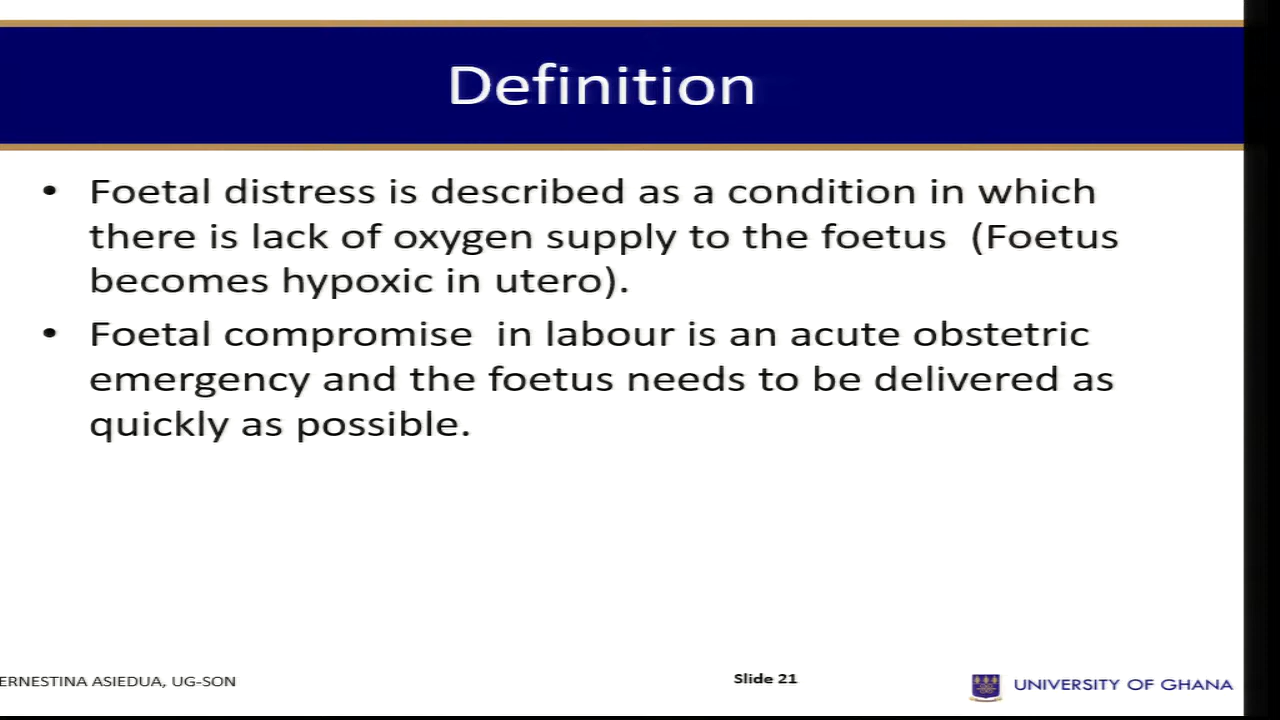 Definition
• Foetal distress is described as a condition in which
there is lack of oxygen supply to the foetus (Foetus
becomes hypoxic in utero).
• Foetal compromise in labour is an acute obstetric
emergency and the foetus needs to be delivered as
quickly as possible.
ERNESTINA ASIEDUA, UG-SON
Slide 21
UNIVERSITY OF GHANA